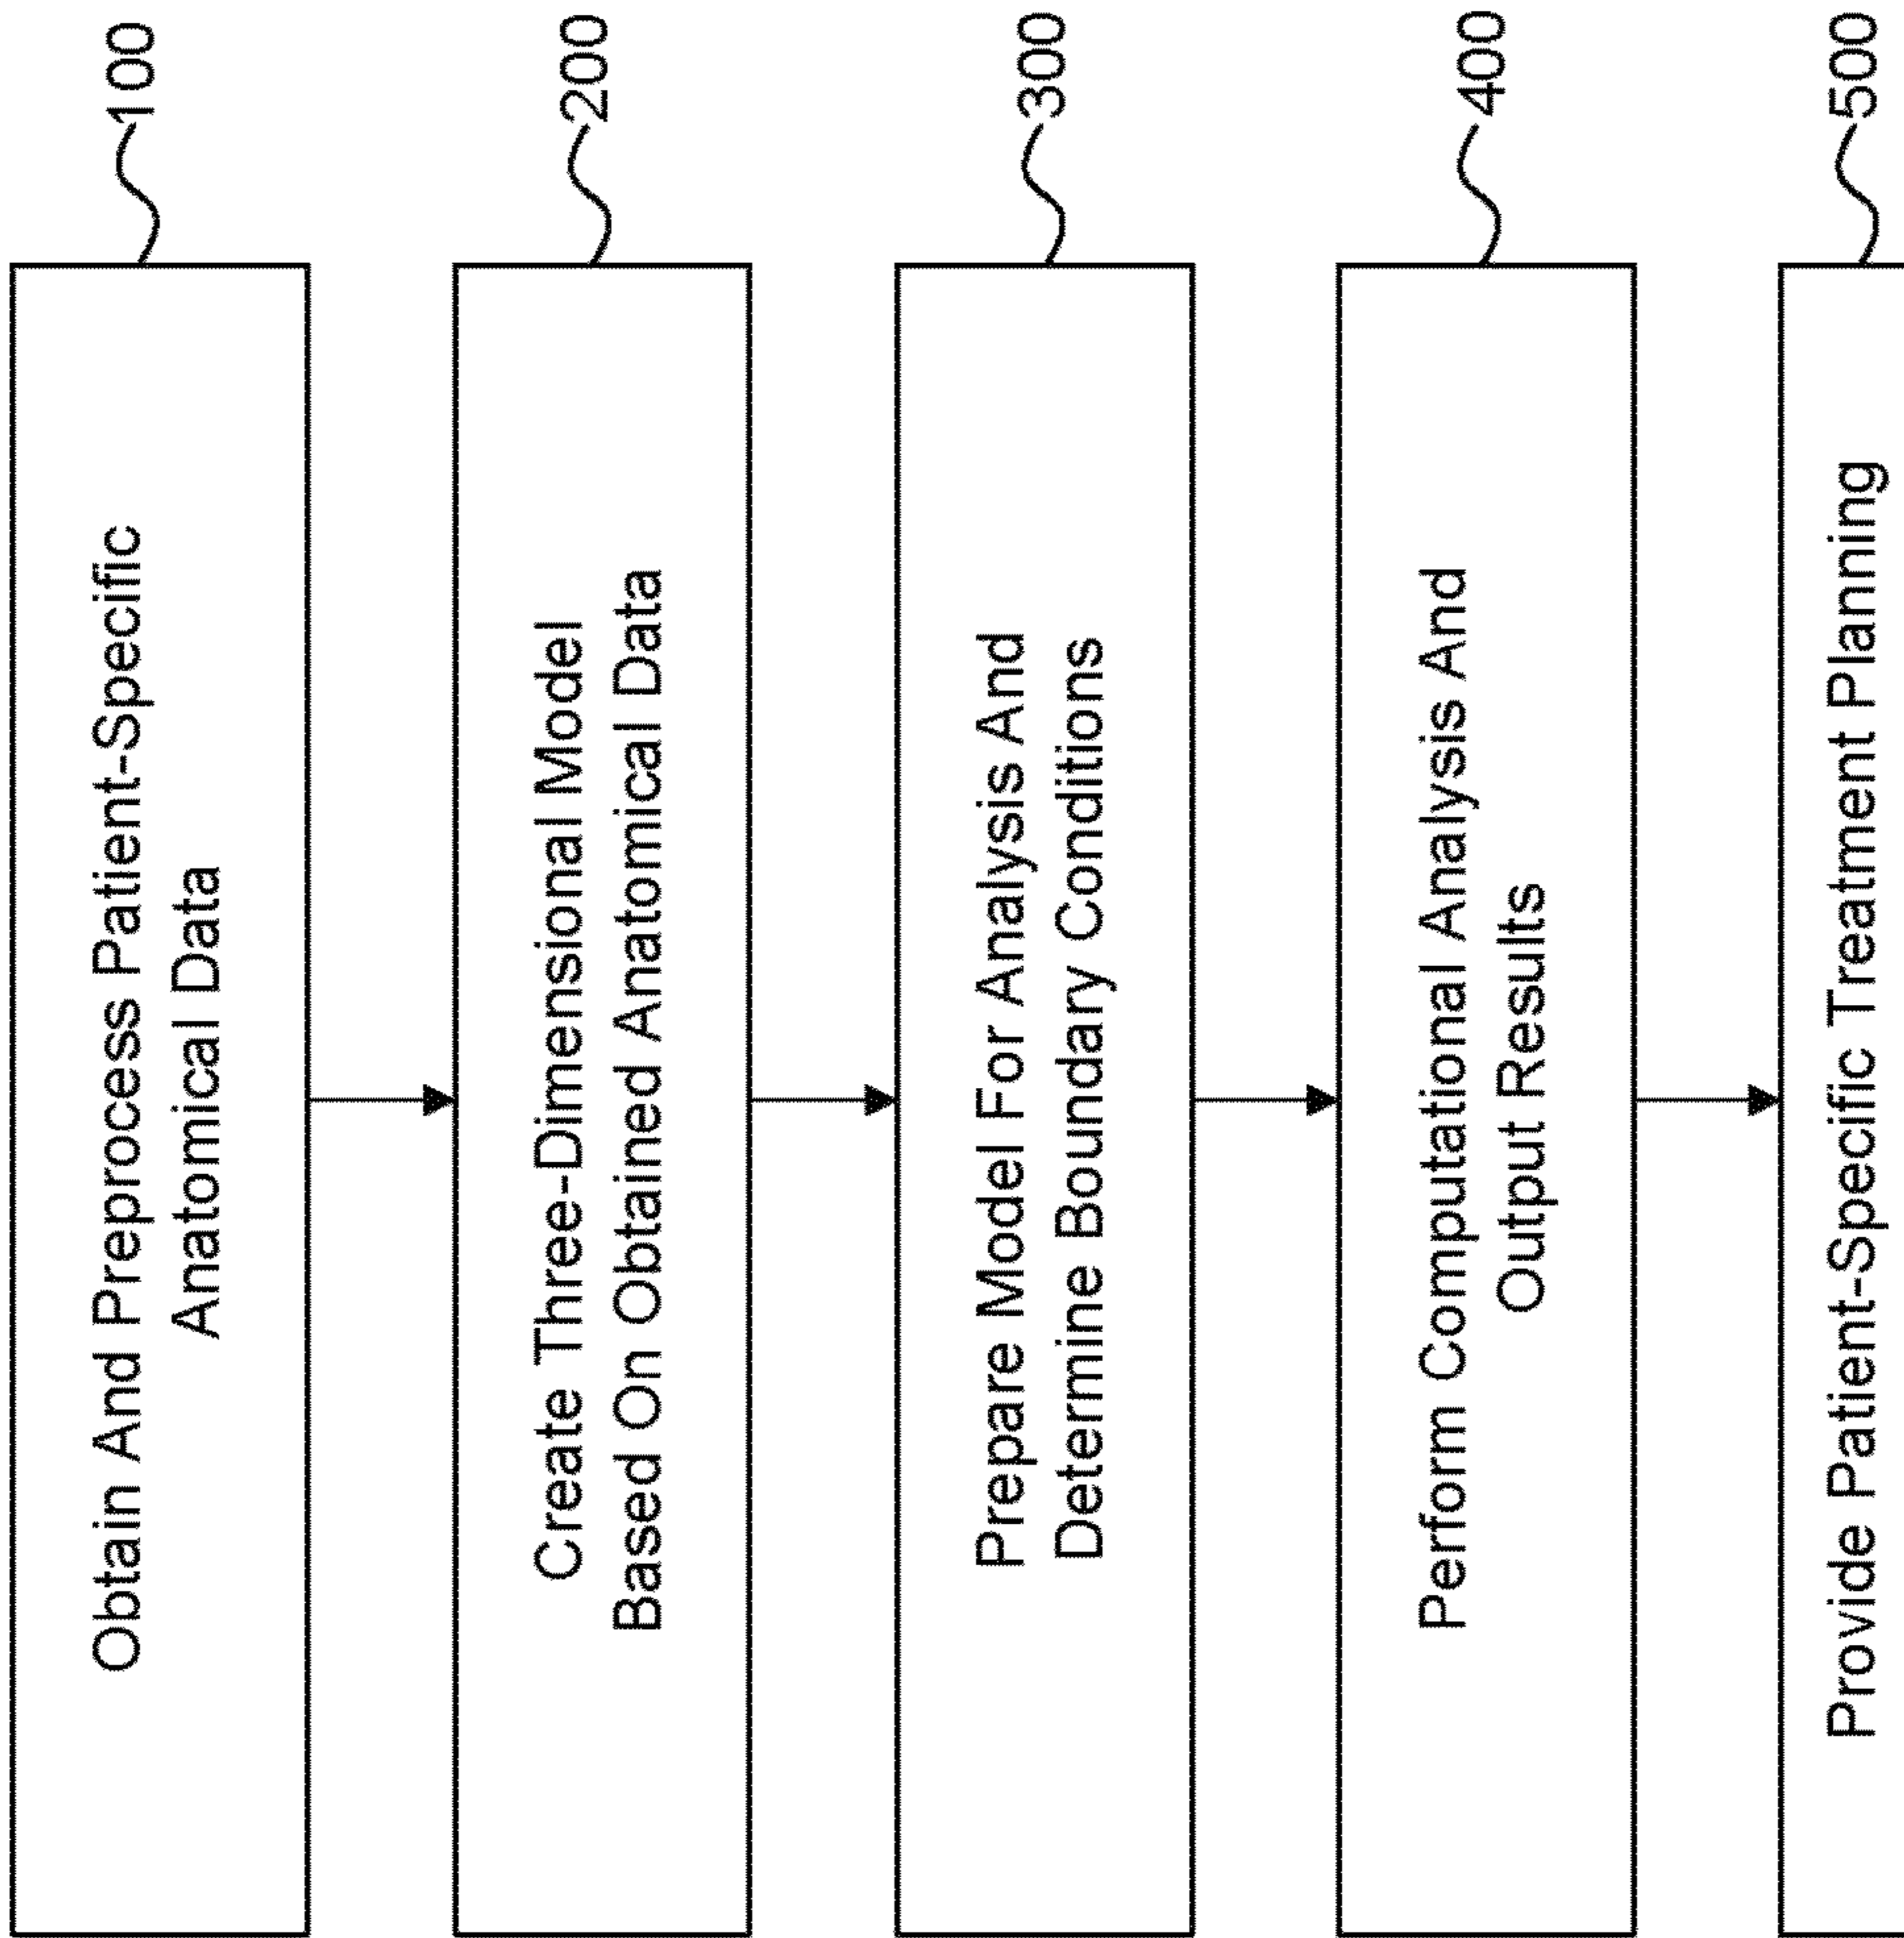 Obtain And Preprocess Patient-Specific
Anatomical Data
100
Create Three-Dimensional Model
Based On Obtained Anatomical Data
200
Prepare Model For Analysis And
Determine Boundary Conditions
300
Perform Computational Analysis And
Output Results
400
Provide Patient-Specific Treatment Planning
500